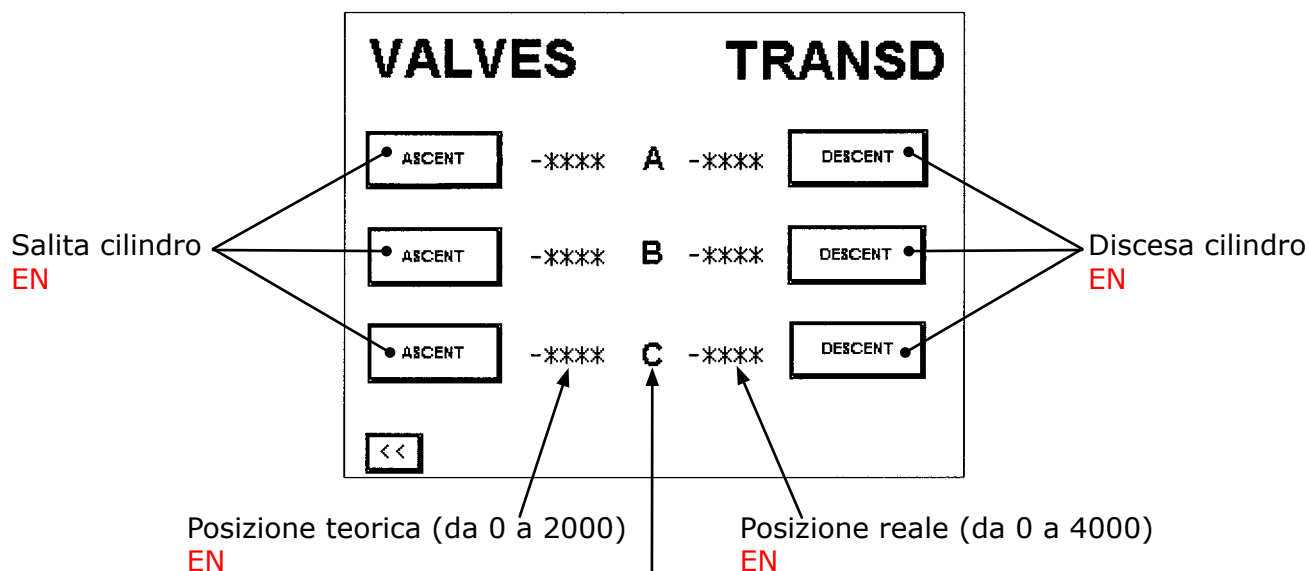 VALVES TRANSD
ASCENT -**** A -**** DESCENT
Salita cilindro
EN
ASCENT -**** B -**** DESCENT
Discesa cilindro
EN
ASCENT -**** C -**** DESCENT
<<
Posizione teorica (da 0 a 2000)
EN
Posizione reale (da 0 a 4000)
EN